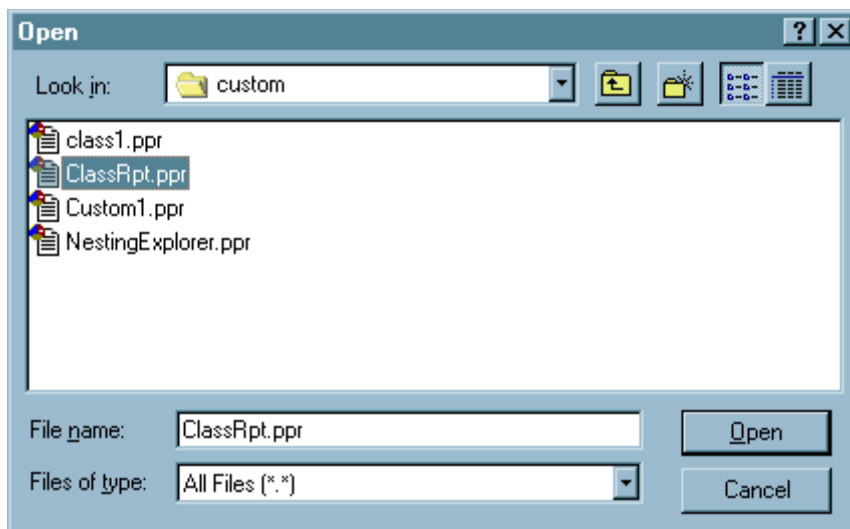 Open
Look in: custom
class1.ppr
ClassRpt.ppr
Custom1.ppr
NestingExplorer.ppr
File name: ClassRpt.ppr Open
Files of type: All Files (*.*) Cancel